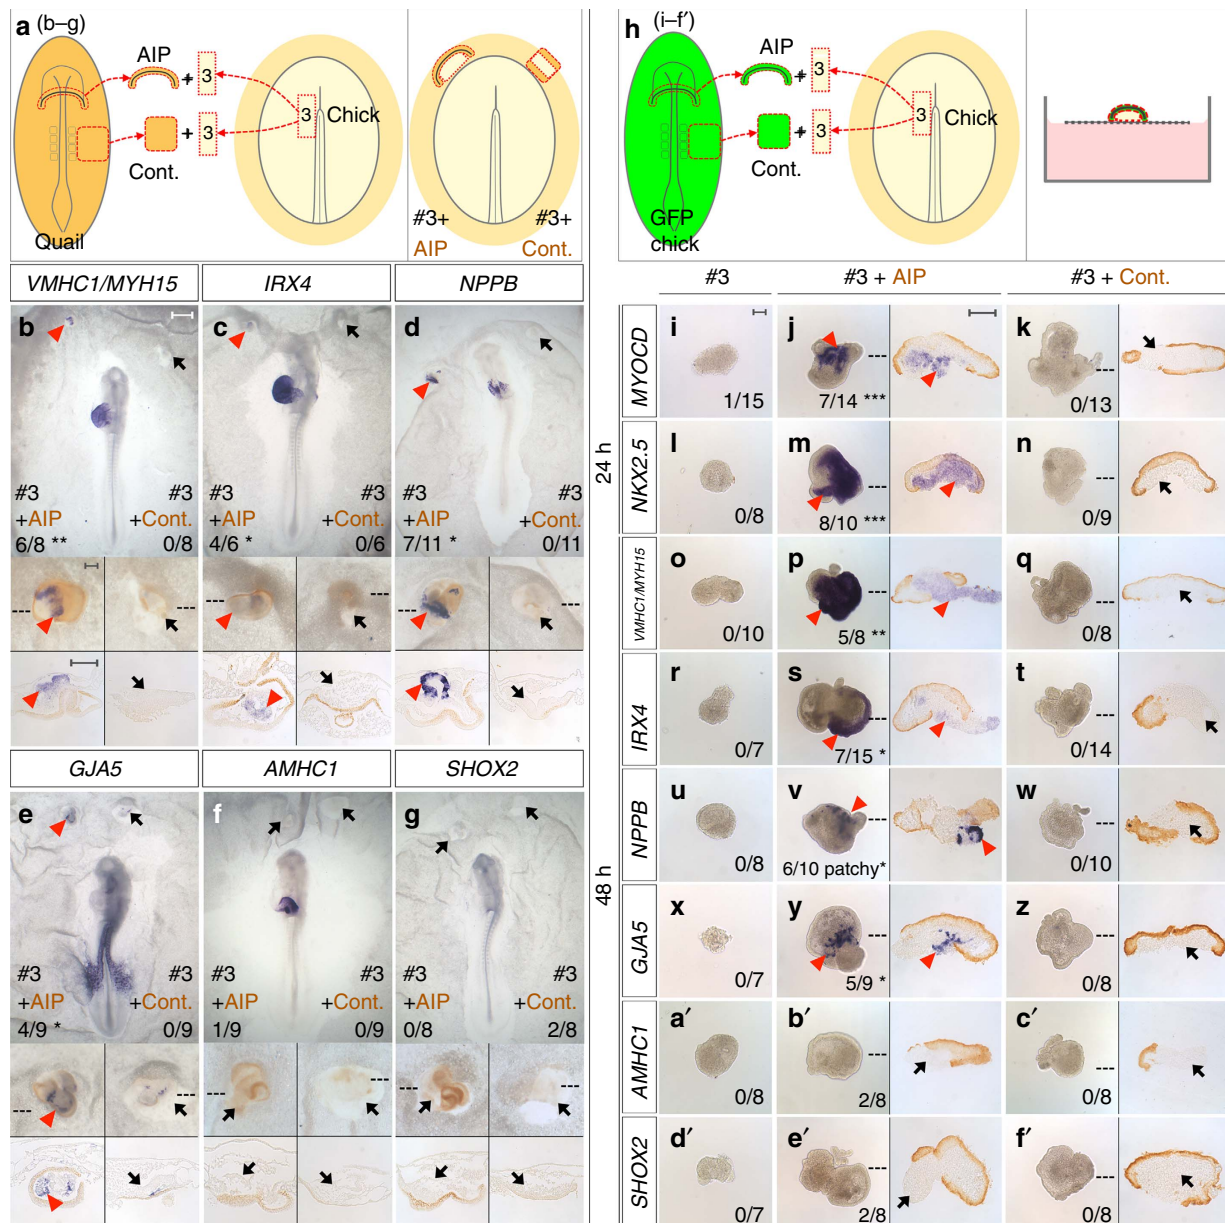 a (b–g)
AIP
+ 3
3 Chick
+ 3
Cont.
Quail
#3+ #3+
AIP Cont.
h (i–f′)
AIP
+ 3
3 Chick
+ 3
Cont.
GFP
chick
VMHC1/MYH15 IRX4 NPPB
b c d
#3 #3 #3 #3 #3 #3
+AIP +Cont. +AIP +Cont. +AIP +Cont.
6/8 ** 0/8 4/6 * 0/6 7/11 * 0/11
24 h
GJA5 AMHC1 SHOX2
e f g
#3 #3 #3 #3 #3 #3
+AIP +Cont. +AIP +Cont. +AIP +Cont.
4/9 * 0/9 1/9 0/9 0/8 2/8
48 h
#3 #3 + AIP #3 + Cont.
MYOCD
i j k
1/15 7/14 *** 0/13
NKX2.5
l m n
0/8 8/10 *** 0/9
VMHC1/MYH15
o p q
0/10 5/8 ** 0/8
IRX4
r s t
0/7 7/15 * 0/14
NPPB
u v w
0/8 6/10 patchy* 0/10
GJA5
x y z
0/7 5/9 * 0/8
AMHC1
a′ b′ c′
0/8 2/8 0/8
SHOX2
d′ e′ f′
0/7 2/8 0/8